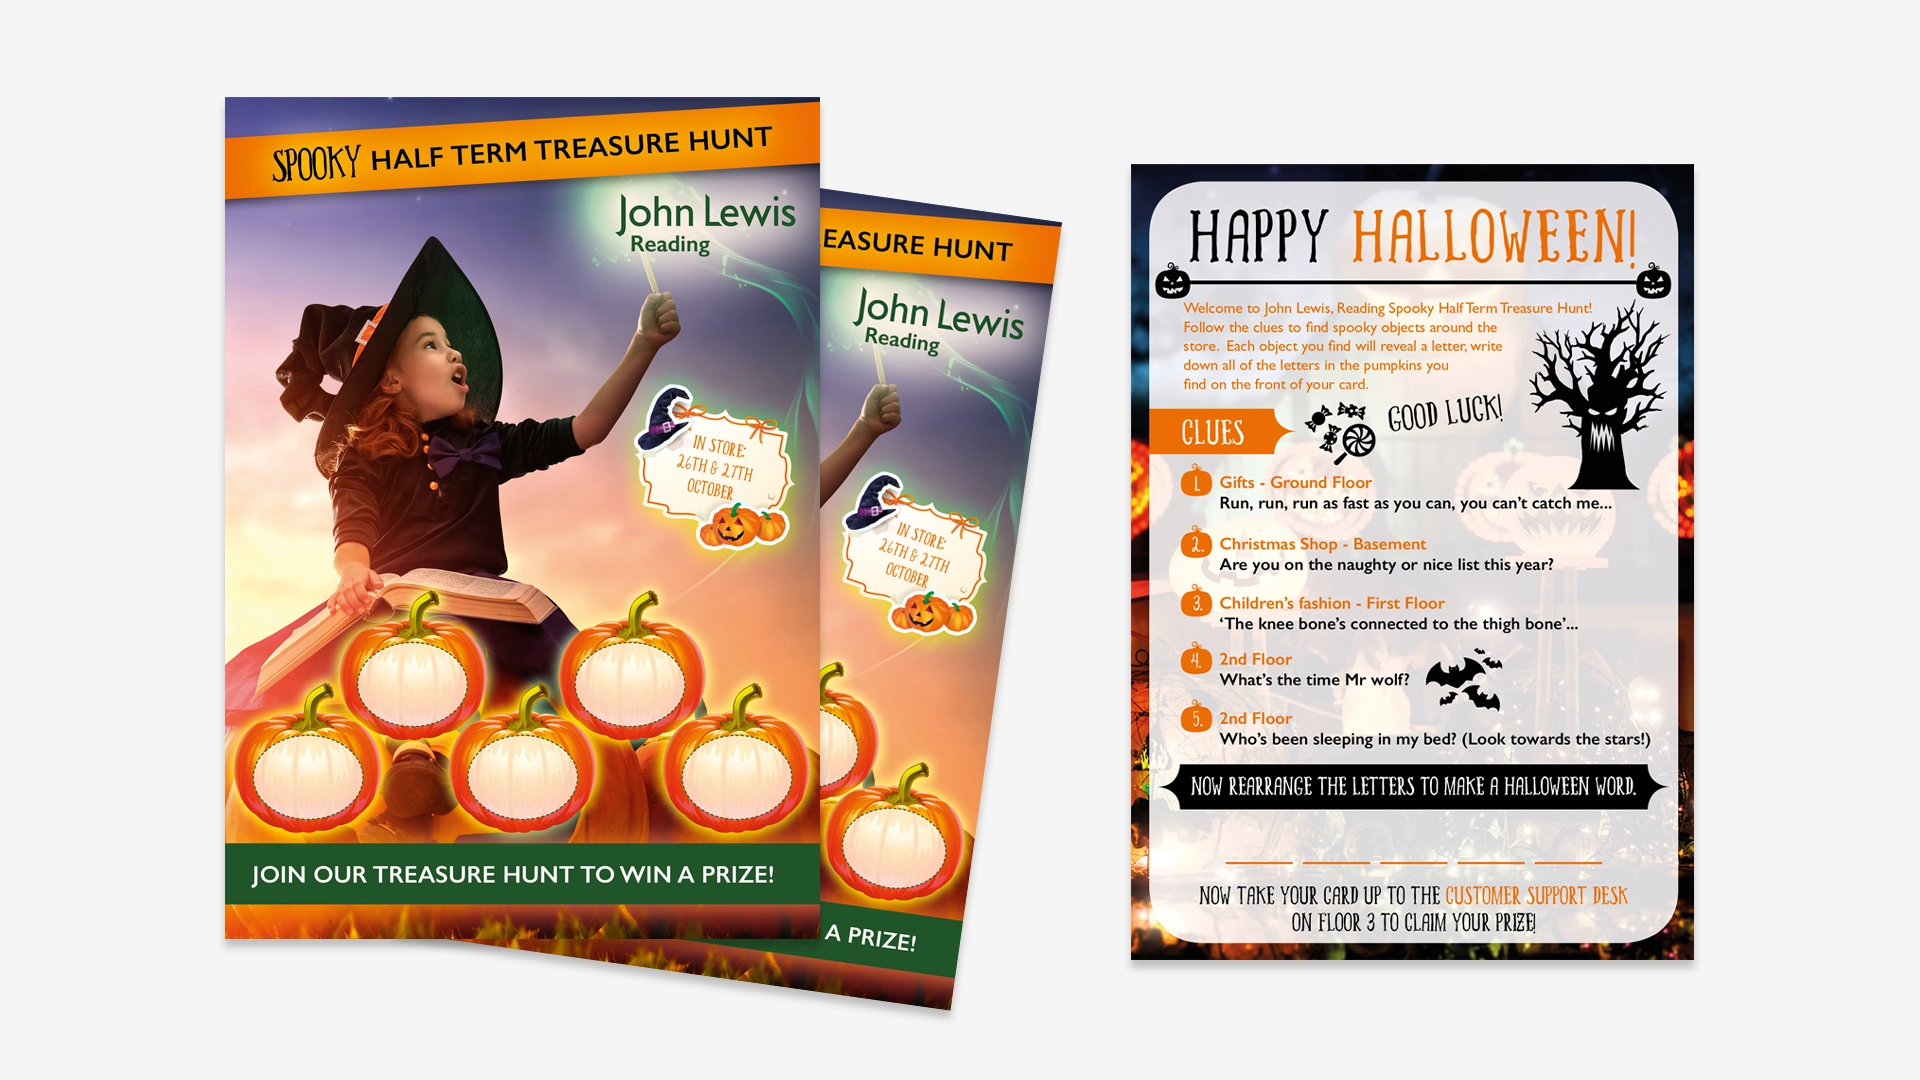 SPOOKY HALF TERM TREASURE HUNT
John Lewis
Reading
IN STORE:
26TH & 27TH
OCTOBER
JOIN OUR TREASURE HUNT TO WIN A PRIZE!
EASURE HUNT
John Lewis
Reading
IN STORE:
26TH & 27TH
OCTOBER
A PRIZE!
HAPPY HALLOWEEN!
Welcome to John Lewis, Reading Spooky Half Term Treasure Hunt!
Follow the clues to find spooky objects around the
store. Each object you find will reveal a letter, write
down all of the letters in the pumpkins you
find on the front of your card.
GOOD LUCK!
CLUES
1. Gifts - Ground Floor
Run, run, run as fast as you can, you can't catch me...
2. Christmas Shop - Basement
Are you on the naughty or nice list this year?
3. Children's fashion - First Floor
‘The knee bone's connected to the thigh bone’...
4. 2nd Floor
What's the time Mr wolf?
5. 2nd Floor
Who's been sleeping in my bed? (Look towards the stars!)
NOW REARRANGE THE LETTERS TO MAKE A HALLOWEEN WORD.
NOW TAKE YOUR CARD UP TO THE CUSTOMER SUPPORT DESK
ON FLOOR 3 TO CLAIM YOUR PRIZE!